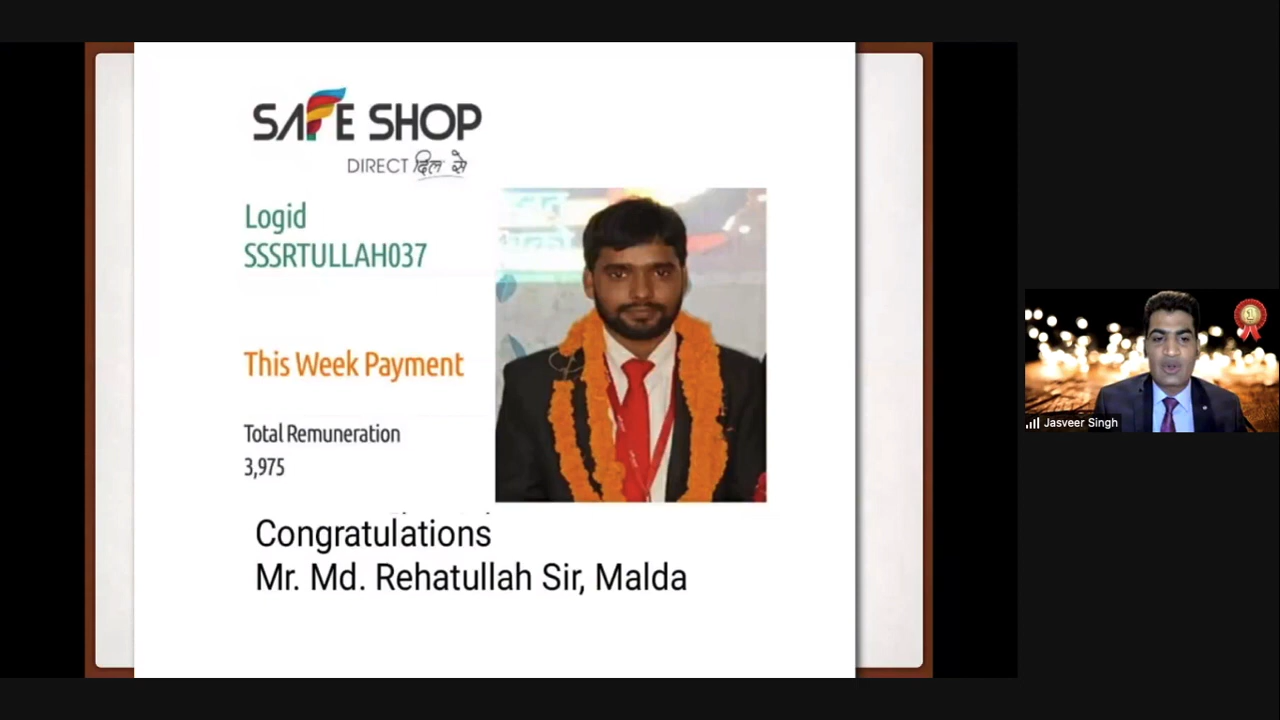 SAFE SHOP
DIRECT दिल से
Logid
SSSRTULLAH037
This Week Payment
Total Remuneration
3,975
Congratulations
Mr. Md. Rehatullah Sir, Malda
1
Jasveer Singh